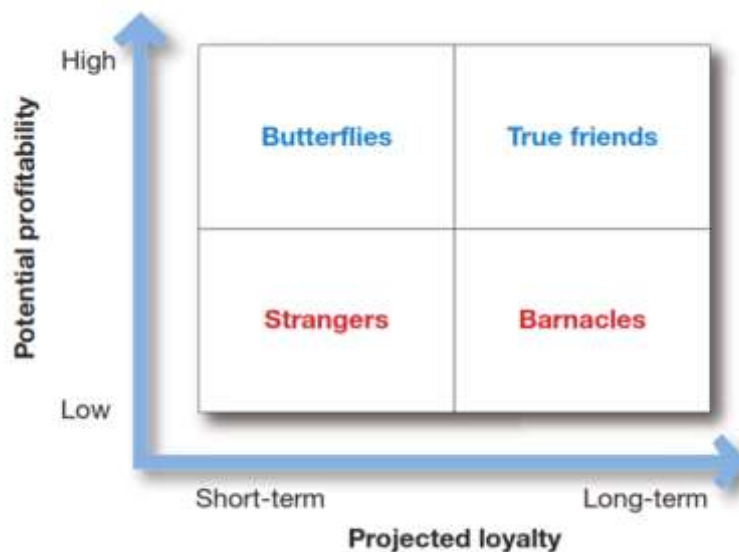 High
Potential profitability
Butterflies
True friends
Strangers
Barnacles
Low
Short-term
Long-term
Projected loyalty